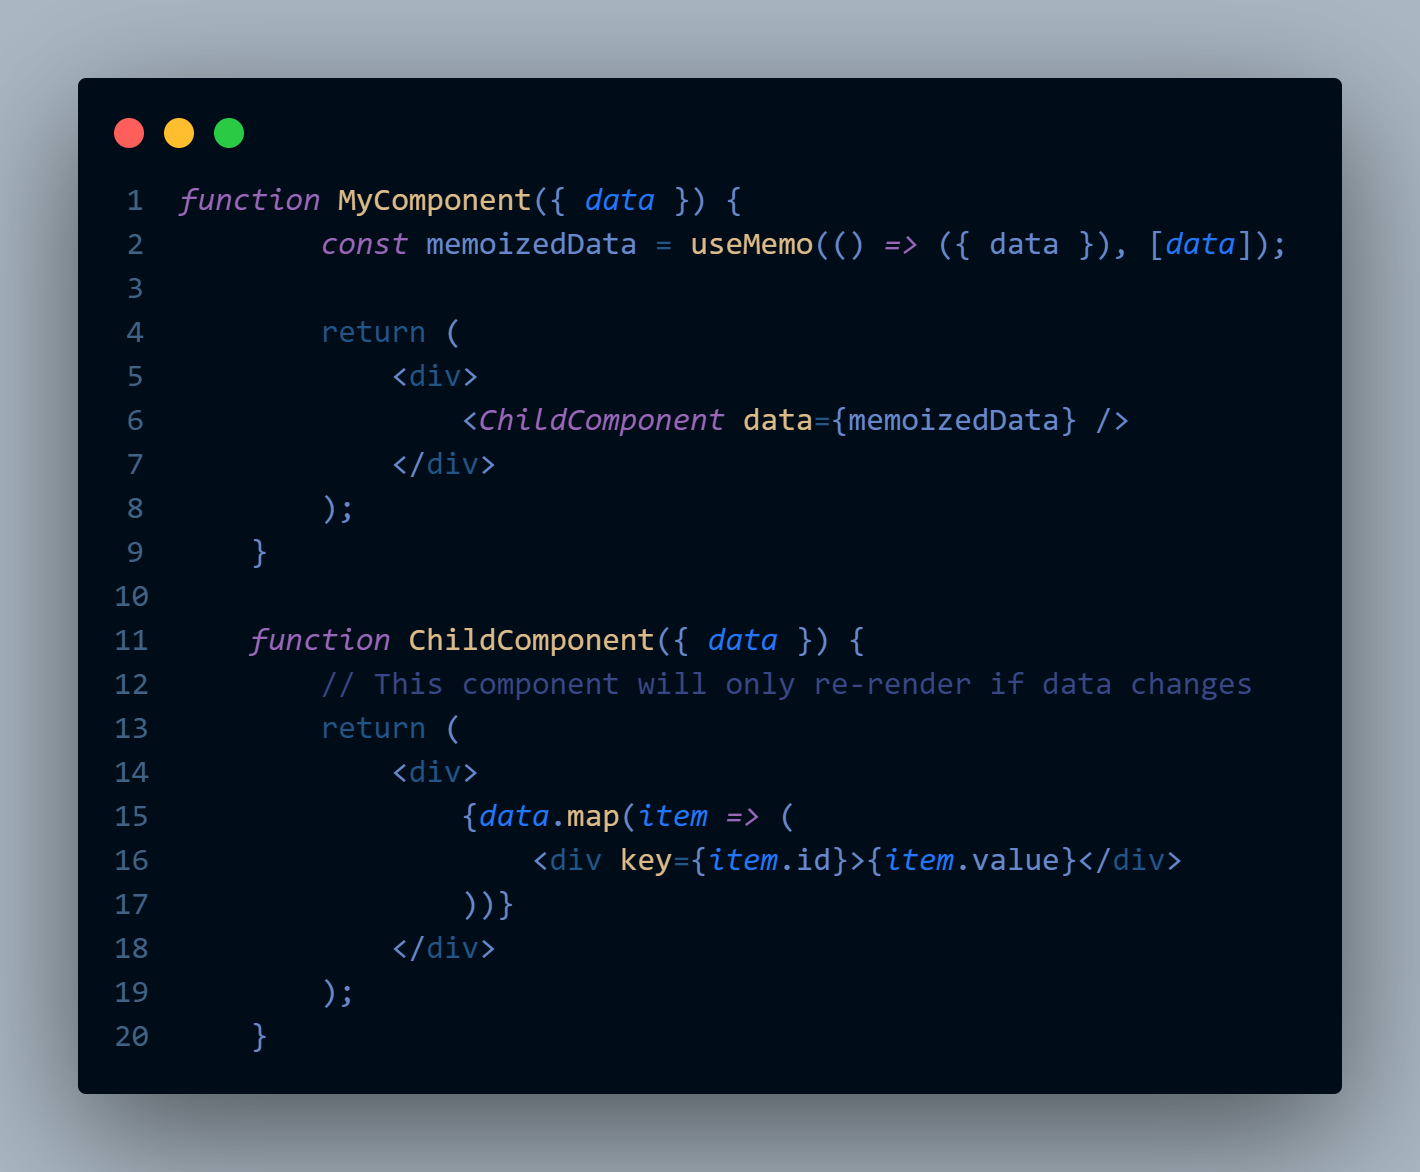 1 function MyComponent({ data }) {
2         const memoizedData = useMemo(() => ({ data }), [data]);
3
4         return (
5             <div>
6                 <ChildComponent data={memoizedData} />
7             </div>
8         );
9     }
10
11     function ChildComponent({ data }) {
12         // This component will only re-render if data changes
13         return (
14             <div>
15                 {data.map(item => (
16                     <div key={item.id}>{item.value}</div>
17                 ))}
18             </div>
19         );
20     }